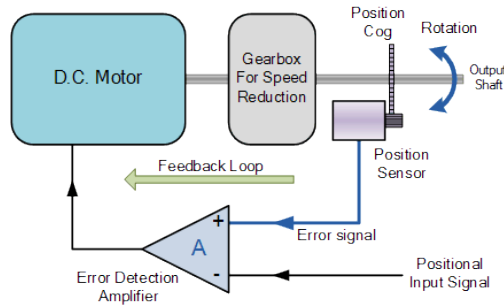 Position
Cog
Rotation
D.C. Motor
Gearbox
For Speed
Reduction
Output
Shaft
Position
Sensor
Feedback Loop
Error signal
+
A
-
Error Detection
Amplifier
Positional
Input Signal